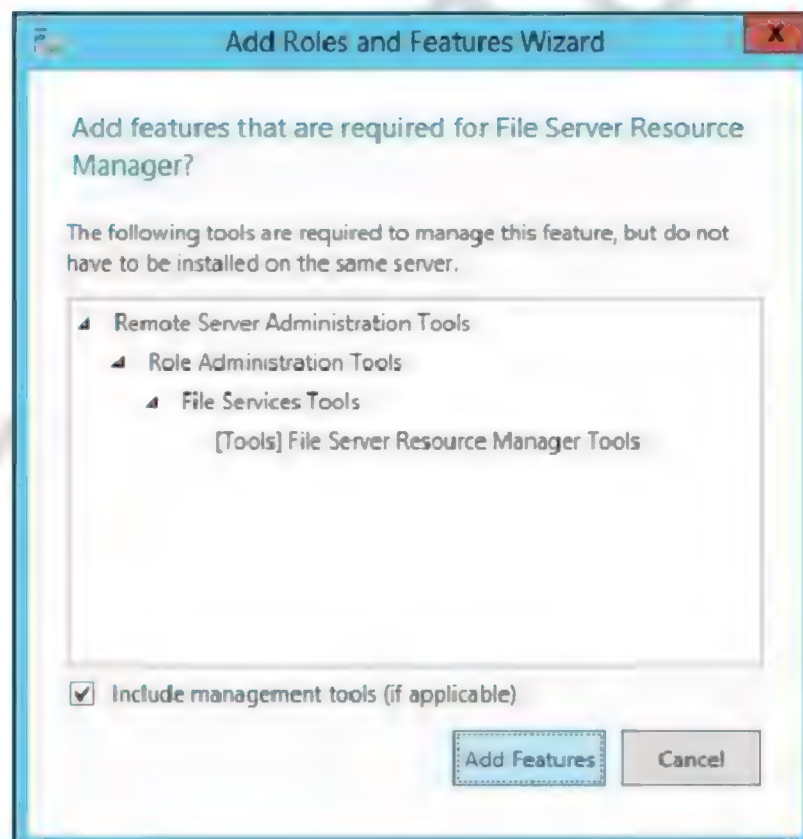 Add Roles and Features Wizard
x
Add features that are required for File Server Resource
Manager?
The following tools are required to manage this feature, but do not
have to be installed on the same server.
Remote Server Administration Tools
Role Administration Tools
File Services Tools
[Tools] File Server Resource Manager Tools
Include management tools (if applicable)
Add Features
Cancel